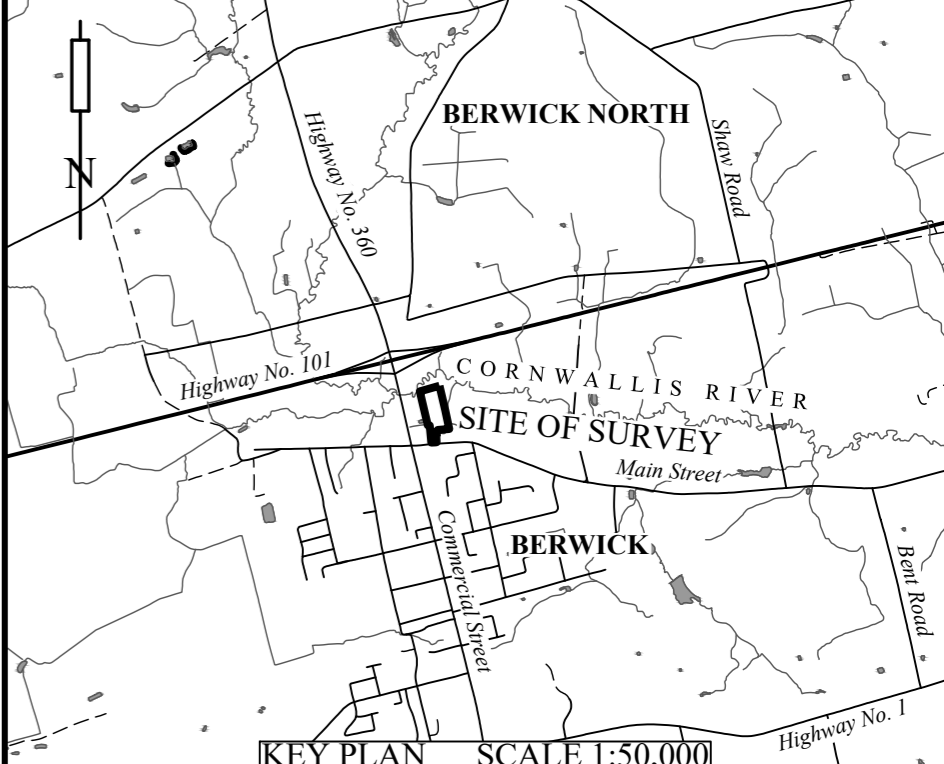 BERWICK NORTH
Highway No. 360
Shaw Road
N
Highway No. 101
CORNWALLIS RIVER
SITE OF SURVEY
Main Street
Commercial Street
BERWICK
Bent Road
Highway No. 1
KEY PLAN SCALE 1:50,000